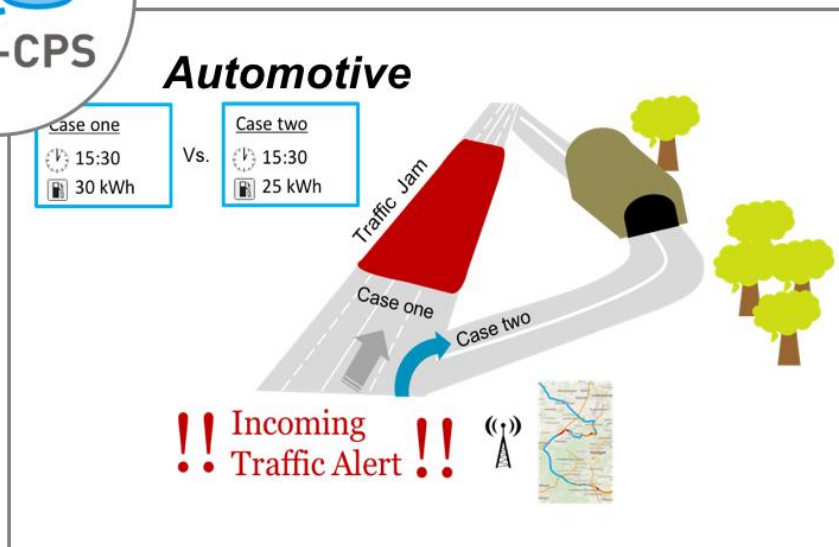 -CPS
Automotive
Case one
15:30
30 kWh
Vs.
Case two
15:30
25 kWh
Traffic Jam
Case one
Case two
!! Incoming
Traffic Alert !!